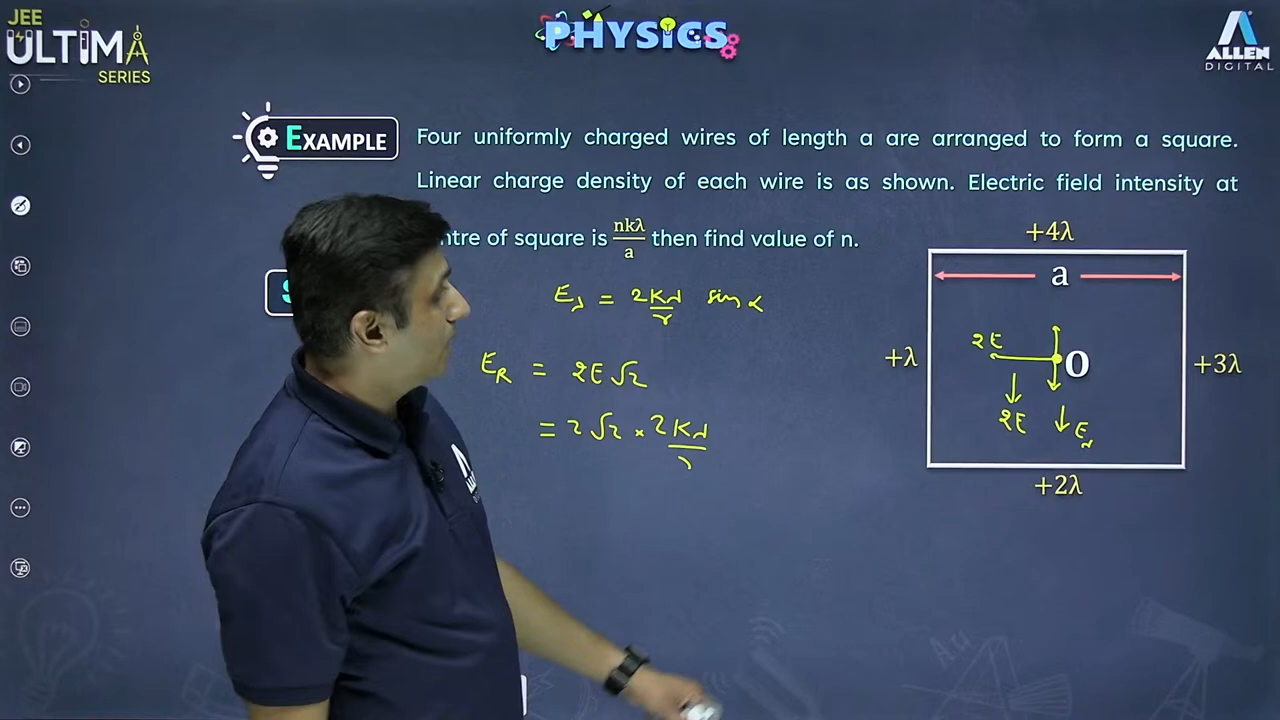 JEE
ULTIMA
SERIES
PHYSICS
ALLEN
DIGITAL
EXAMPLE
Four uniformly charged wires of length a are arranged to form a square.
Linear charge density of each wire is as shown. Electric field intensity at
ntre of square is nkλ/a then find value of n.
S
+4λ
a
+λ
+3λ
+2λ
O
2E
2E
E_λ = 2Kλ/r sin α
E_R = 2E√2
= 2√2 × 2Kλ/